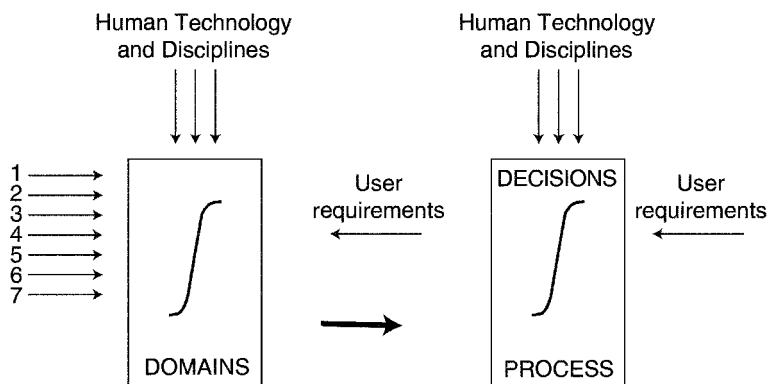 Human Technology
and Disciplines
Human Technology
and Disciplines
1
2
3
4
5
6
7
User
requirements
DECISIONS
User
requirements
DOMAINS
PROCESS